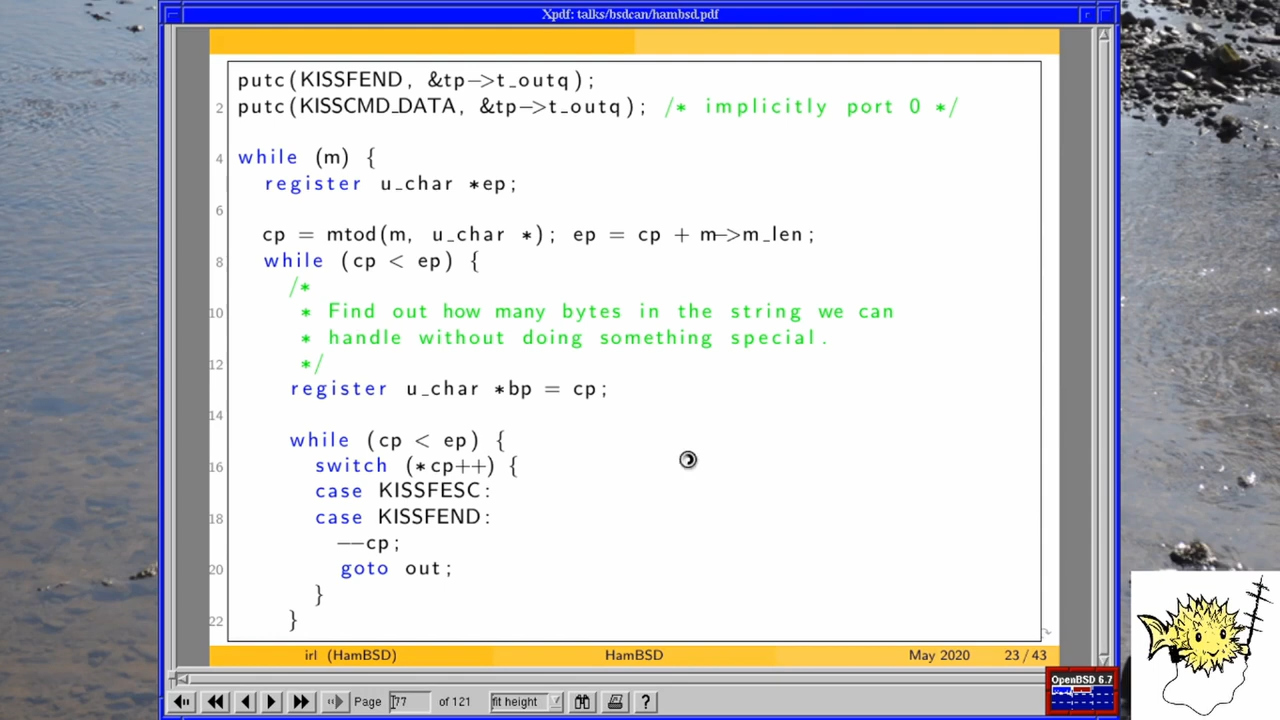 Xpdf: talks/bsdcan/hambsd.pdf
putc(KISSFEND, &tp->t_outq);
2 putc(KISSCMD_DATA, &tp->t_outq); /* implicitly port 0 */
4 while (m) {
register u_char *ep;
6
cp = mtod(m, u_char *); ep = cp + m->m_len;
8 while (cp < ep) {
/*
10 * Find out how many bytes in the string we can
* handle without doing something special.
12 */
register u_char *bp = cp;
14
while (cp < ep) {
16 switch (*cp++) {
case KISSFESC:
18 case KISSFEND:
--cp;
20 goto out;
}
22 }
irl (HamBSD) HamBSD May 2020 23/43
Page 77 of 121 fit height ?
OpenBSD 6.7